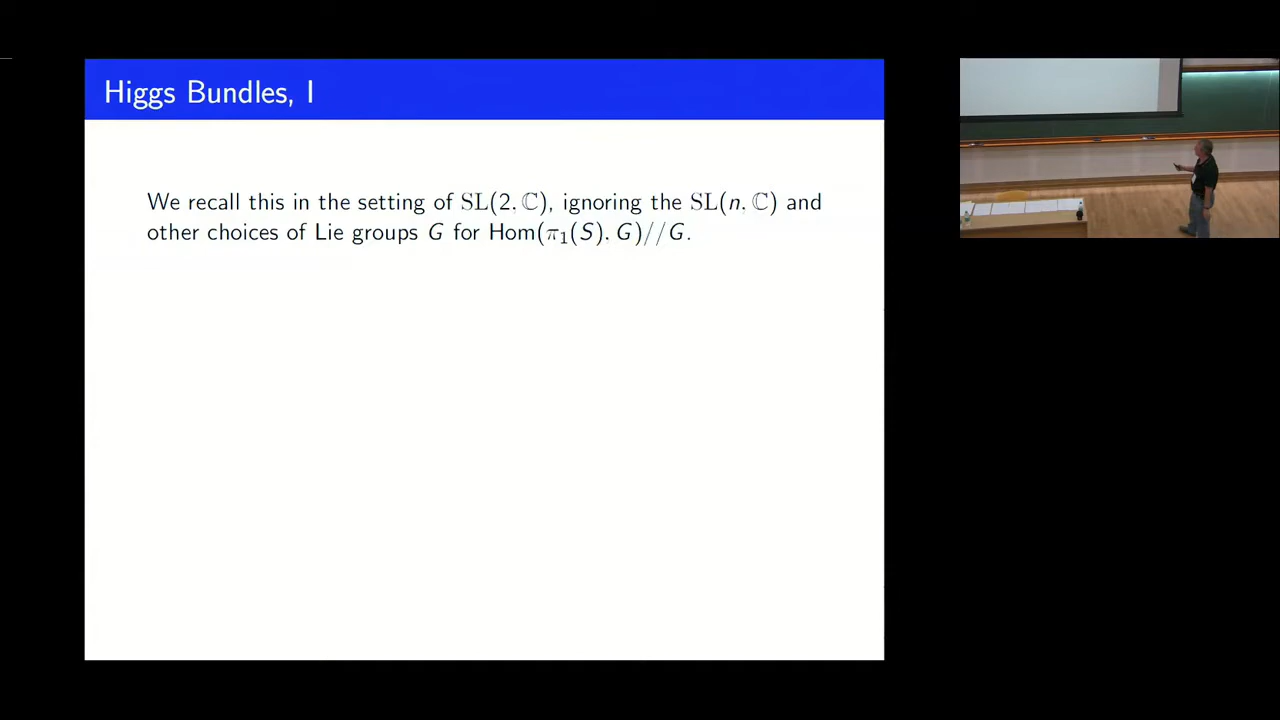 Higgs Bundles, I
We recall this in the setting of SL(2, ℂ), ignoring the SL(n, ℂ) and
other choices of Lie groups G for Hom(π₁(S), G)//G.